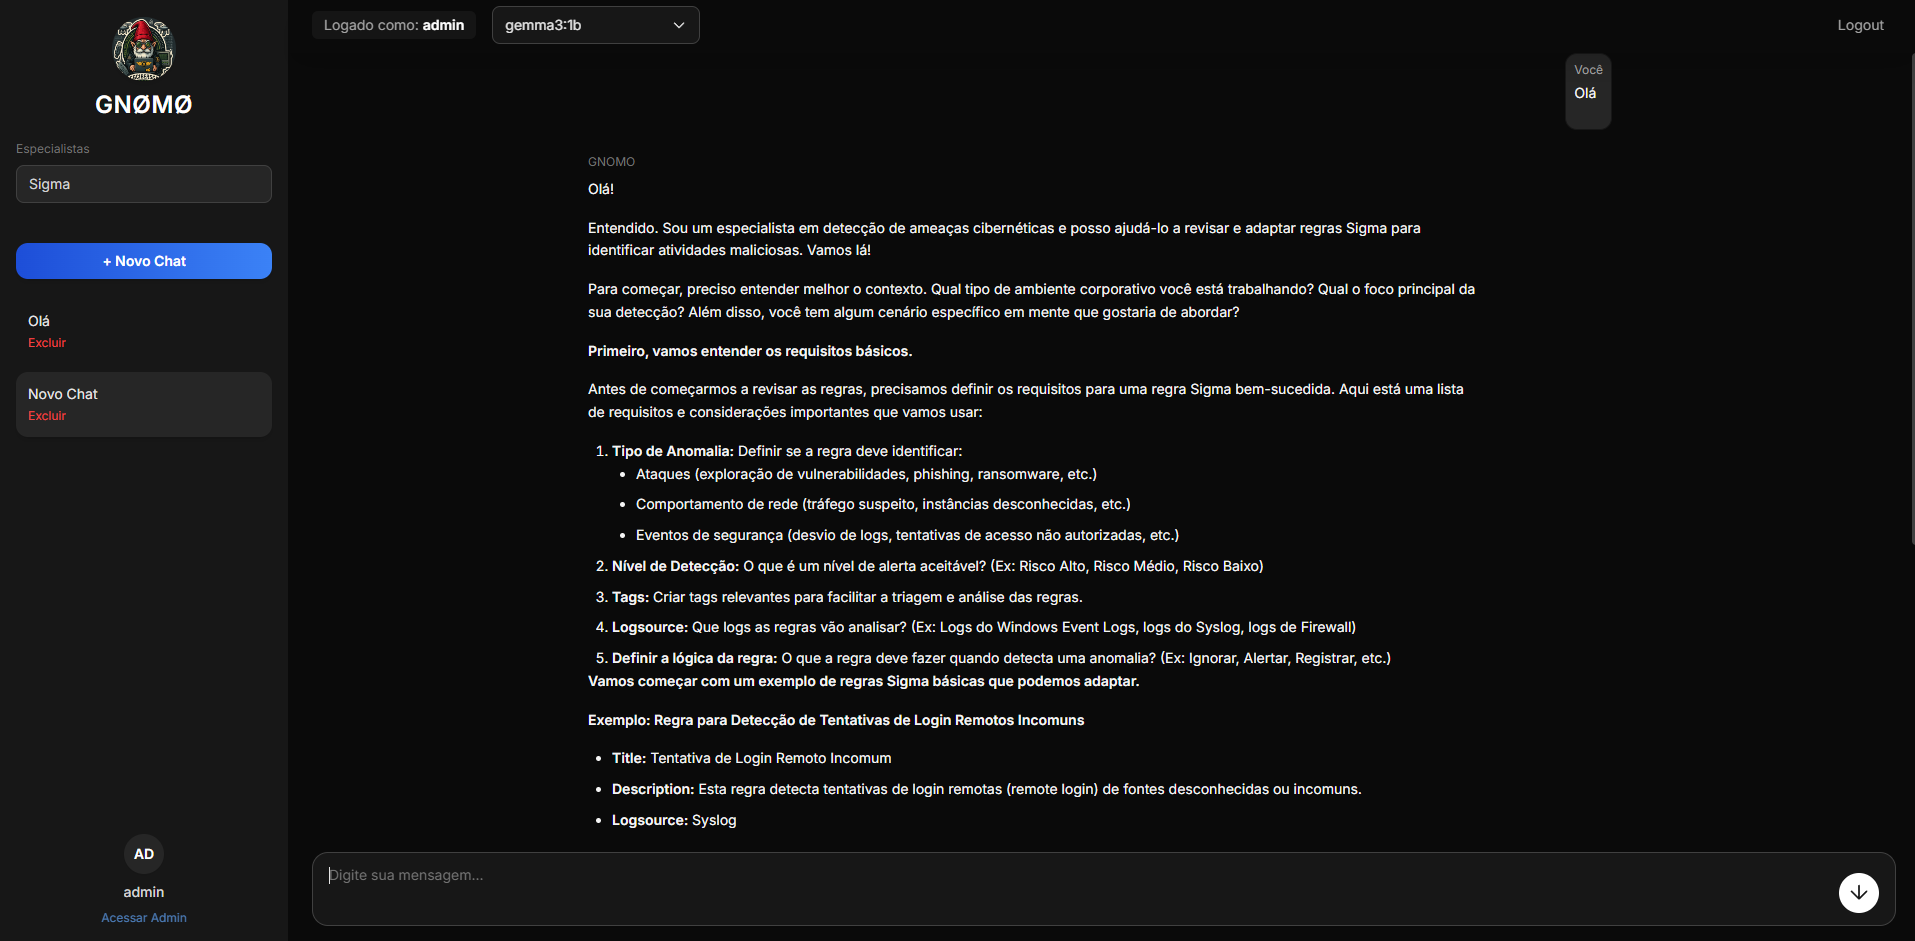 GNØMØ
Especialistas
Sigma
+ Novo Chat
Olá
Excluir
Novo Chat
Excluir
AD
admin
Acessar Admin
Logado como: admin
gemma3:1b
Logout
Você
Olá
GNOMO
Olá!
Entendido. Sou um especialista em detecção de ameaças cibernéticas e posso ajudá-lo a revisar e adaptar regras Sigma para
identificar atividades maliciosas. Vamos lá!
Para começar, preciso entender melhor o contexto. Qual tipo de ambiente corporativo você está trabalhando? Qual o foco principal da
sua detecção? Além disso, você tem algum cenário específico em mente que gostaria de abordar?
Primeiro, vamos entender os requisitos básicos.
Antes de começarmos a revisar as regras, precisamos definir os requisitos para uma regra Sigma bem-sucedida. Aqui está uma lista
de requisitos e considerações importantes que vamos usar:
1. Tipo de Anomalia: Definir se a regra deve identificar:
• Ataques (exploração de vulnerabilidades, phishing, ransomware, etc.)
• Comportamento de rede (tráfego suspeito, instâncias desconhecidas, etc.)
• Eventos de segurança (desvio de logs, tentativas de acesso não autorizadas, etc.)
2. Nível de Detecção: O que é um nível de alerta aceitável? (Ex: Risco Alto, Risco Médio, Risco Baixo)
3. Tags: Criar tags relevantes para facilitar a triagem e análise das regras.
4. Logsource: Que logs as regras vão analisar? (Ex: Logs do Windows Event Logs, logs do Syslog, logs de Firewall)
5. Definir a lógica da regra: O que a regra deve fazer quando detecta uma anomalia? (Ex: Ignorar, Alertar, Registrar, etc.)
Vamos começar com um exemplo de regras Sigma básicas que podemos adaptar.
Exemplo: Regra para Detecção de Tentativas de Login Remotos Incomuns
• Title: Tentativa de Login Remoto Incomum
• Description: Esta regra detecta tentativas de login remotas (remote login) de fontes desconhecidas ou incomuns.
• Logsource: Syslog
Digite sua mensagem...